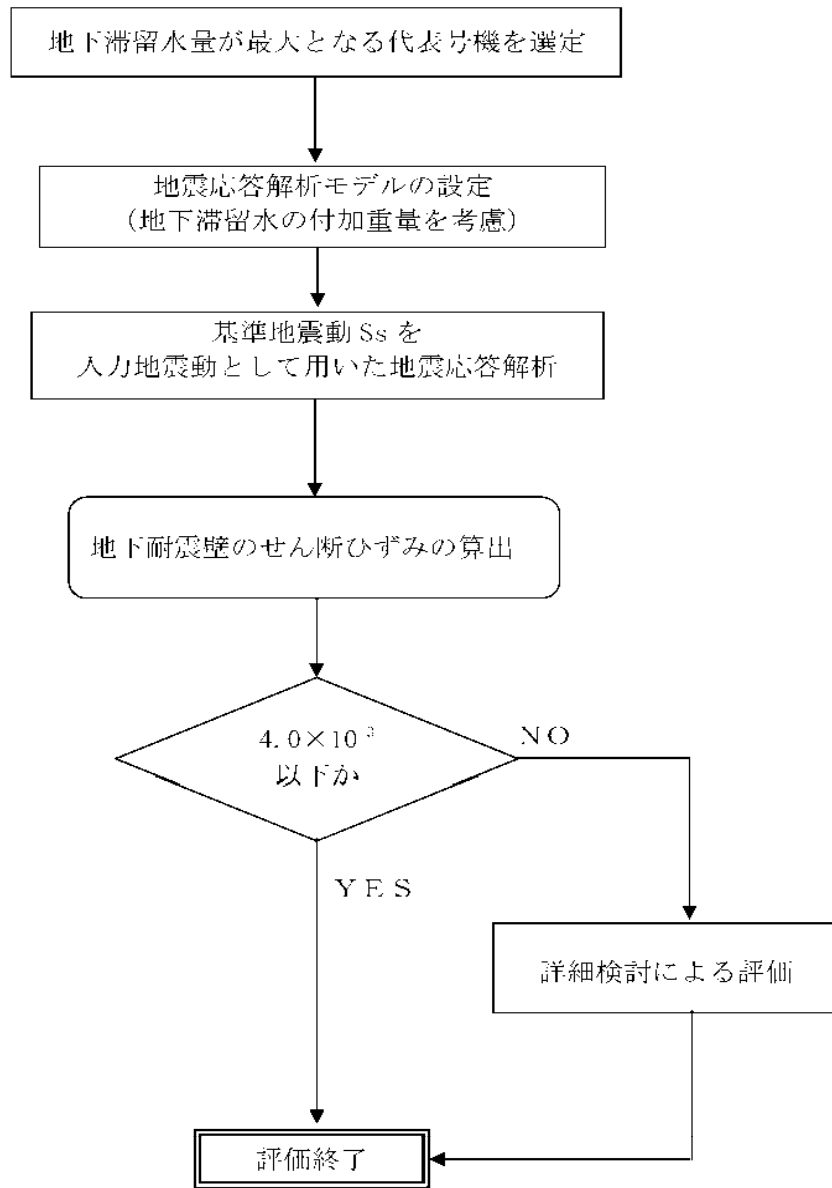 地下滞留水量が最大となる代表号機を選定
地震応答解析モデルの設定
（地下滞留水の付加重量を考慮）
基準地震動 Ss を
入力地震動として用いた地震応答解析
地下耐震壁のせん断ひずみの算出
4.0×10⁻³
以下か
NO
YES
詳細検討による評価
評価終了